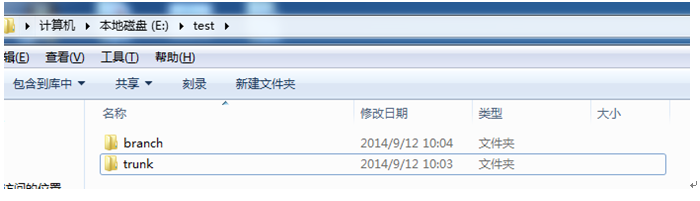 计算机 本地磁盘 (E:) test
辑(E) 查看(V) 工具(T) 帮助(H)
包含到库中 共享 刻录 新建文件夹
名称 修改日期 类型 大小
branch 2014/9/12 10:04 文件夹
trunk 2014/9/12 10:03 文件夹
访问的位置